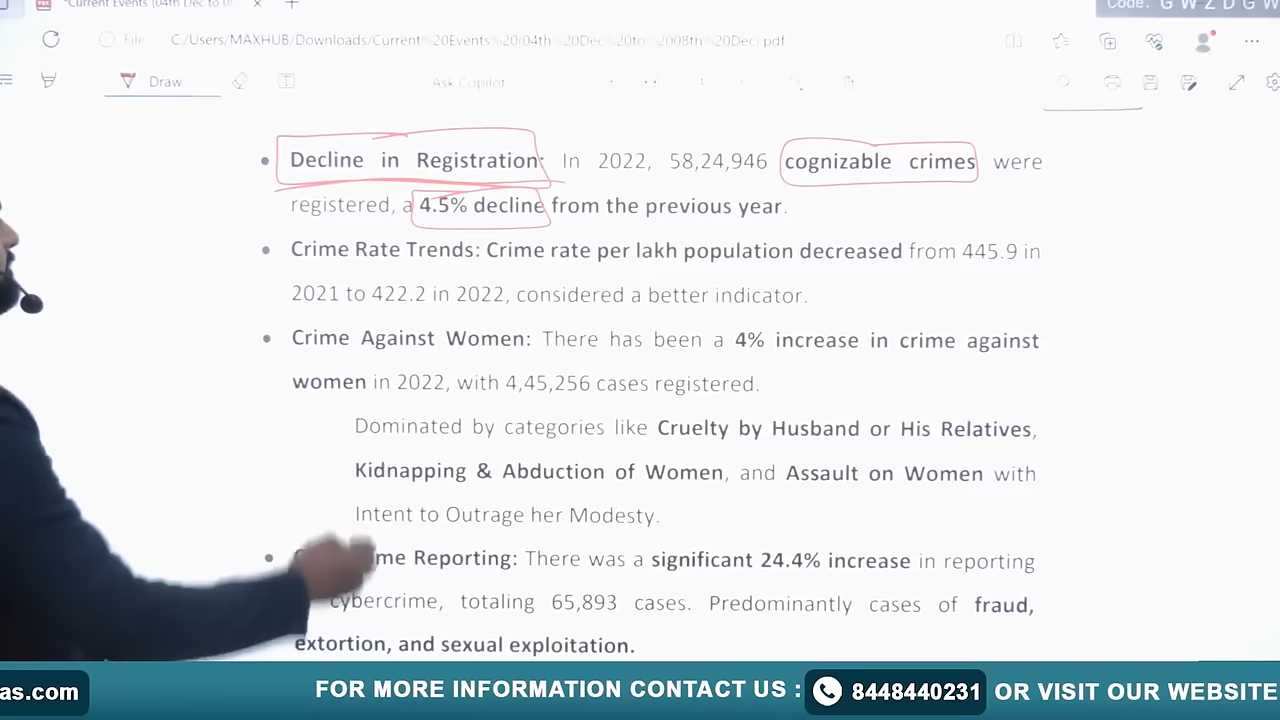 Current Events (04th Dec to 0
Code: G W Z D G W
File C:/Users/MAXHUB/Downloads/Current%20Events%20(04th%20Dec%20to%2008th%20Dec).pdf
Draw Ask Copilot
• Decline in Registration: In 2022, 58,24,946 cognizable crimes were
registered, a 4.5% decline from the previous year.
• Crime Rate Trends: Crime rate per lakh population decreased from 445.9 in
2021 to 422.2 in 2022, considered a better indicator.
• Crime Against Women: There has been a 4% increase in crime against
women in 2022, with 4,45,256 cases registered.
Dominated by categories like Cruelty by Husband or His Relatives,
Kidnapping & Abduction of Women, and Assault on Women with
Intent to Outrage her Modesty.
• me Reporting: There was a significant 24.4% increase in reporting
cybercrime, totaling 65,893 cases. Predominantly cases of fraud,
extortion, and sexual exploitation.
as.com FOR MORE INFORMATION CONTACT US : 8448440231 OR VISIT OUR WEBSITE